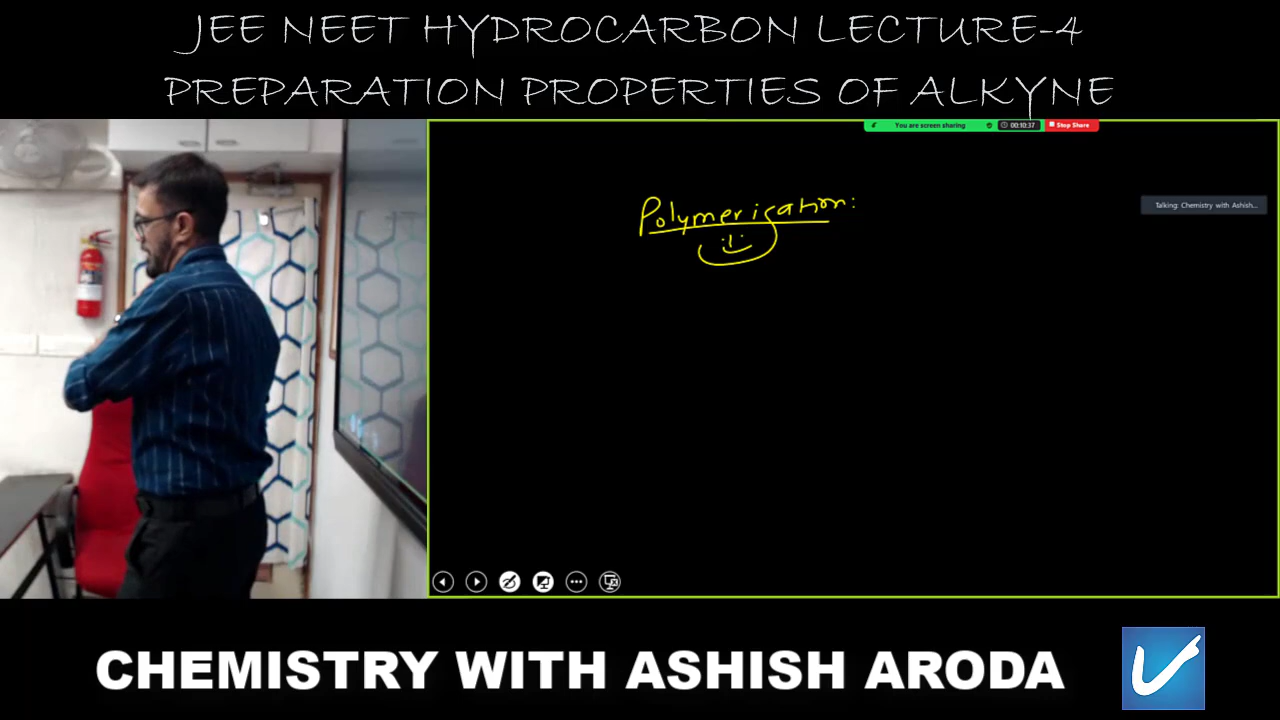 JEE NEET HYDROCARBON LECTURE-4
PREPARATION PROPERTIES OF ALKYNE
You are screen sharing 00:10:37 Stop Share
Talking: Chemistry with Ashish...
Polymerization:
CHEMISTRY WITH ASHISH ARODA